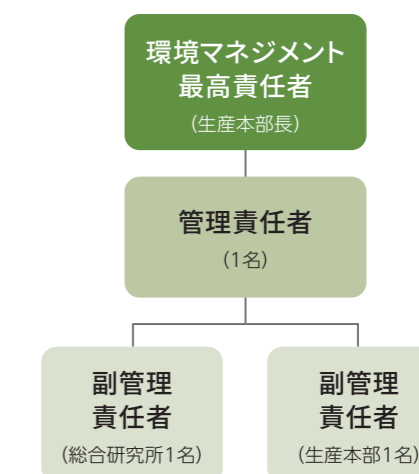 環境マネジメント
最高責任者
（生産本部長）
管理責任者
（1名）
副管理
責任者
（総合研究所1名）
副管理
責任者
（生産本部1名）